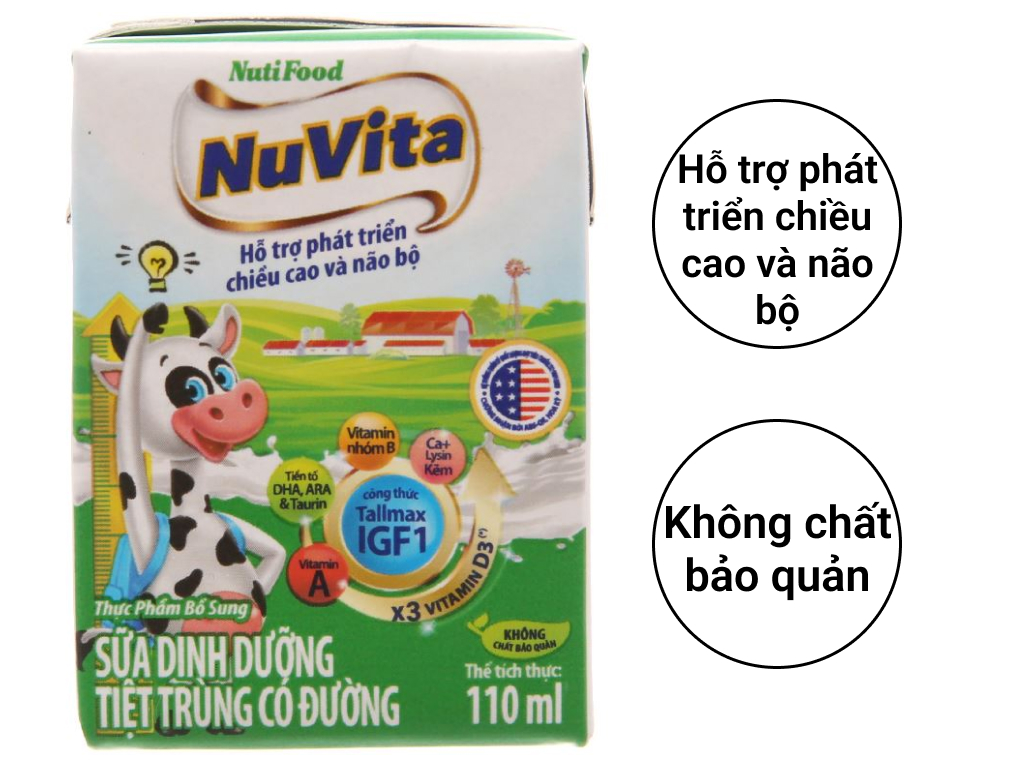 NutiFood
NuVita
Hỗ trợ phát triển
chiều cao và não bộ
Vitamin
nhóm B
Ca+
Lysin
Kẽm
Tiền tố
DHA, ARA
& Taurin
công thức
Tallmax
IGF1
Vitamin
A
x3 VITAMIN D3(*)
KHÔNG
CHẤT BẢO QUẢN
Thực Phẩm Bổ Sung
SỮA DINH DƯỠNG
TIỆT TRÙNG CÓ ĐƯỜNG
Thể tích thực:
110 ml
Hỗ trợ phát
triển chiều
cao và não
bộ
Không chất
bảo quản